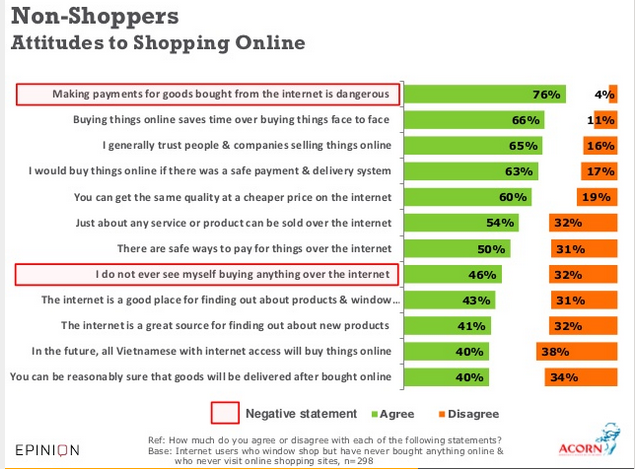 Non-Shoppers
Attitudes to Shopping Online
Making payments for goods bought from the internet is dangerous 76% 4%
Buying things online saves time over buying things face to face 66% 11%
I generally trust people & companies selling things online 65% 16%
I would buy things online if there was a safe payment & delivery system 63% 17%
You can get the same quality at a cheaper price on the internet 60% 19%
Just about any service or product can be sold over the internet 54% 32%
There are safe ways to pay for things over the internet 50% 31%
I do not ever see myself buying anything over the internet 46% 32%
The internet is a good place for finding out about products & window... 43% 31%
The internet is a great source for finding out about new products 41% 32%
In the future, all Vietnamese with internet access will buy things online 40% 38%
You can be reasonably sure that goods will be delivered after bought online 40% 34%
Negative statement Agree Disagree
Ref: How much do you agree or disagree with each of the following statements?
Base: Internet users who window shop but have never bought anything online &
who never visit online shopping sites, n=298
EPINION
ACORN